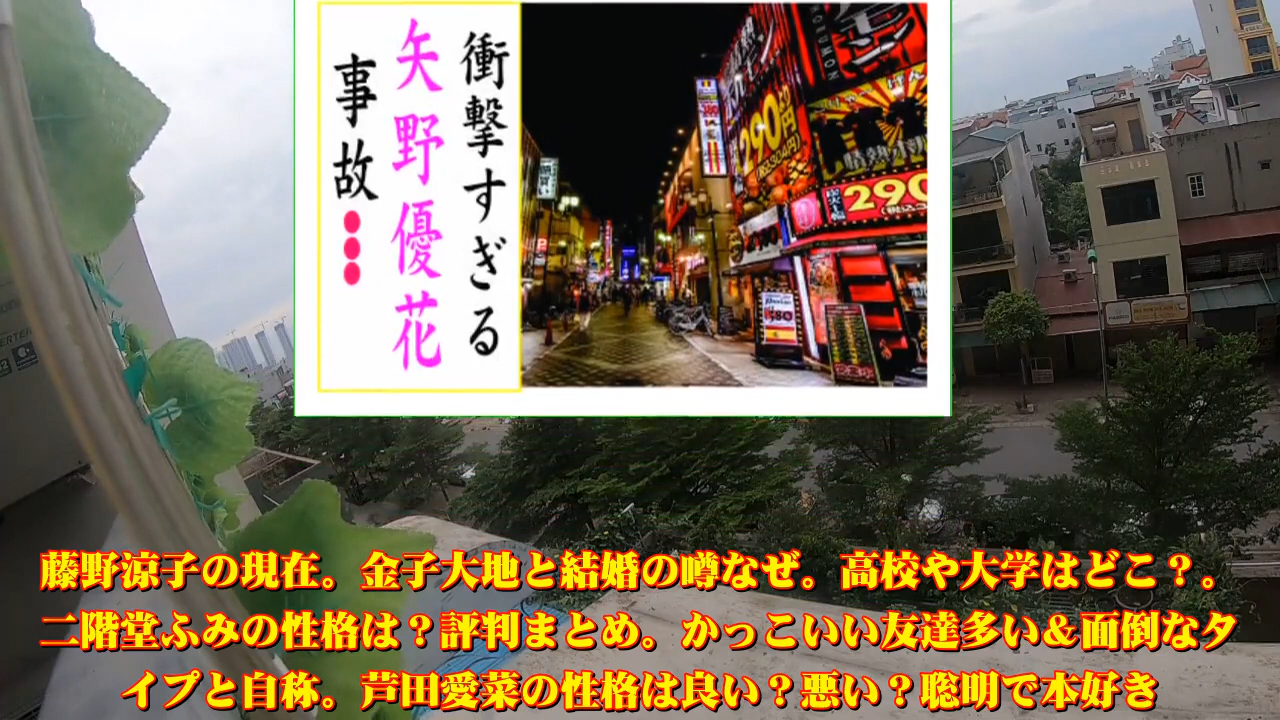 衝撃すぎる
矢野優花
事故•••
290円
290
藤野涼子の現在。金子大地と結婚の噂なぜ。高校や大学はどこ？。
二階堂ふみの性格は？評判まとめ。かっこいい友達多い＆面倒なタ
イプと自称。芦田愛菜の性格は良い？悪い？聡明で本好き